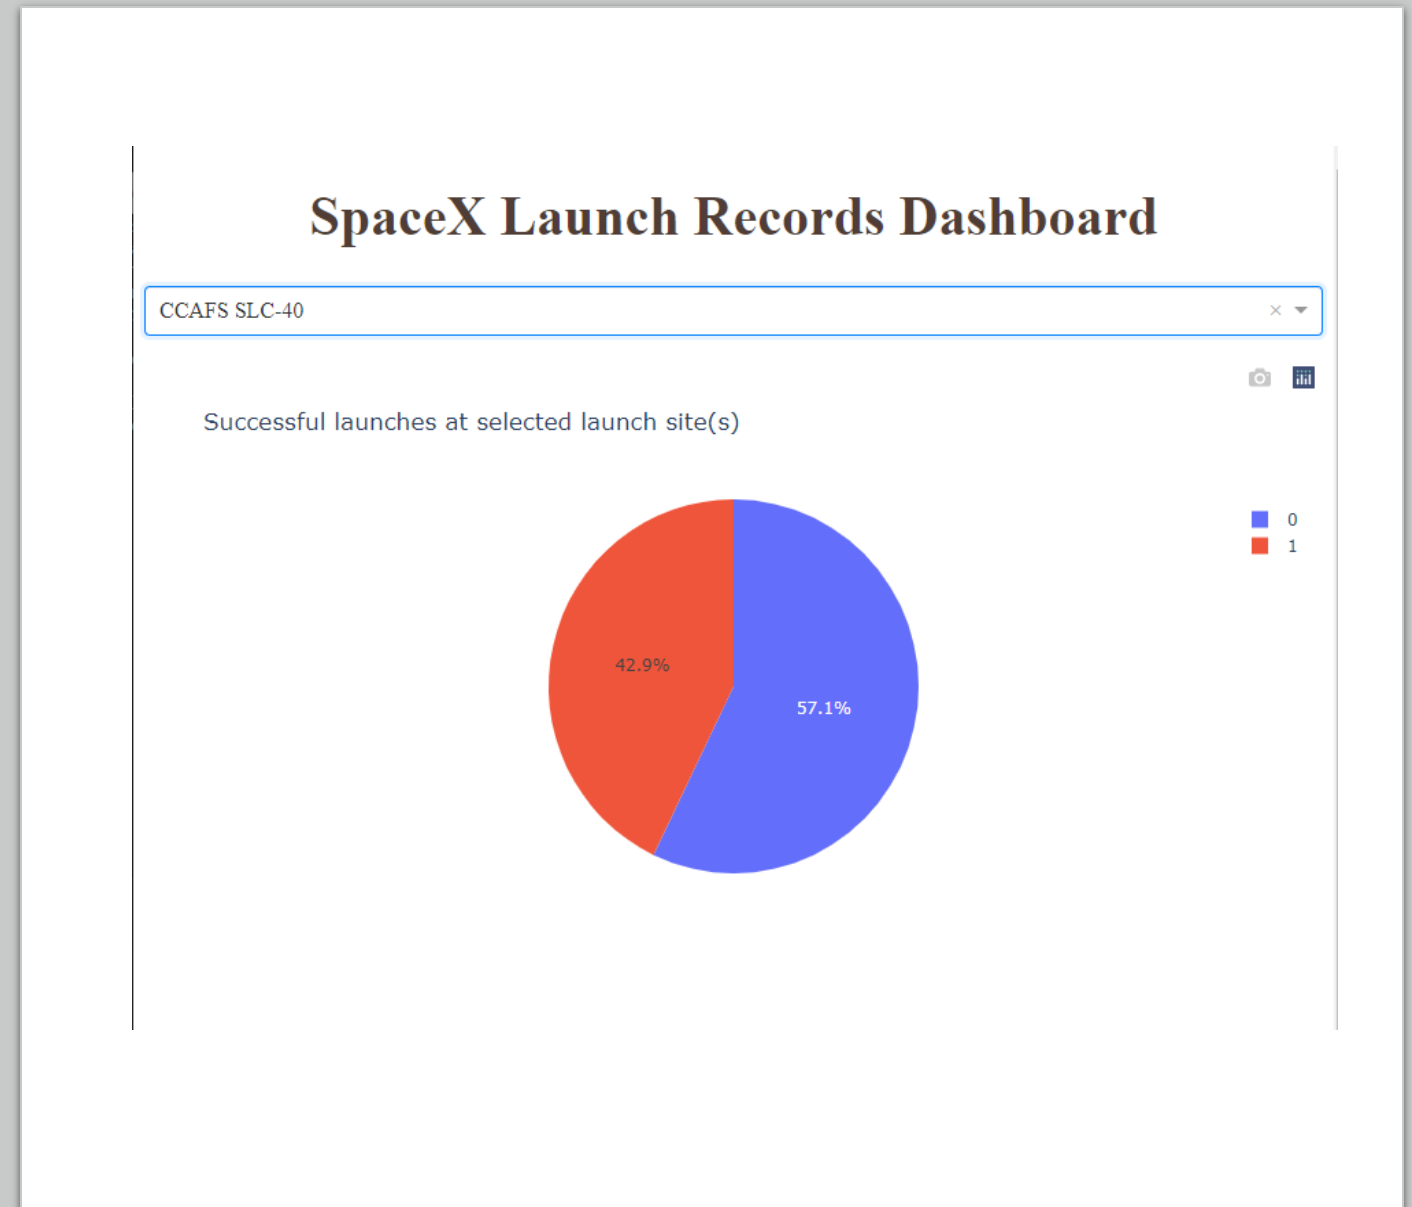 SpaceX Launch Records Dashboard
CCAFS SLC-40
Successful launches at selected launch site(s)
0
1
42.9%
57.1%